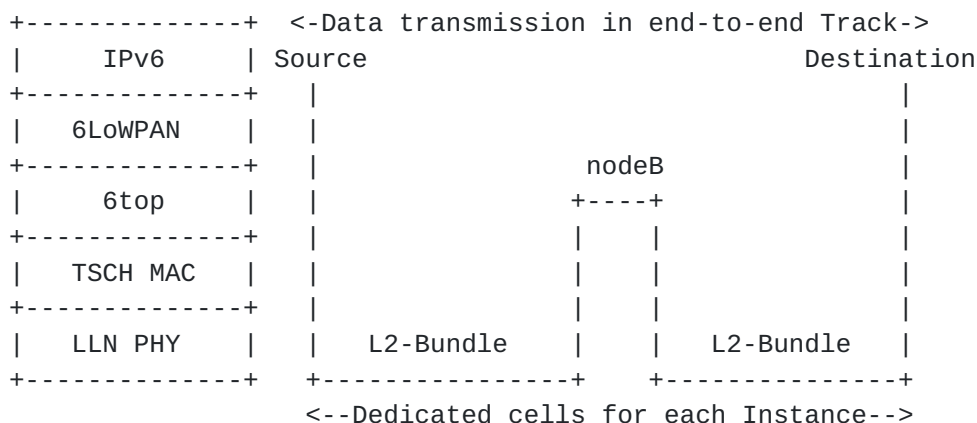 +--------------+  <-Data transmission in end-to-end Track->
|     IPv6     | Source                          Destination
+--------------+   |                                  |
|   6LoWPAN    |   |                                  |
+--------------+   |                nodeB             |
|     6top     |   |               +----+             |
+--------------+   |               |    |             |
|   TSCH MAC   |   |               |    |             |
+--------------+   |               |    |             |
|   LLN PHY    |   |   L2-Bundle   |    |  L2-Bundle  |
+--------------+   +---------------+    +--------------+
<--Dedicated cells for each Instance-->